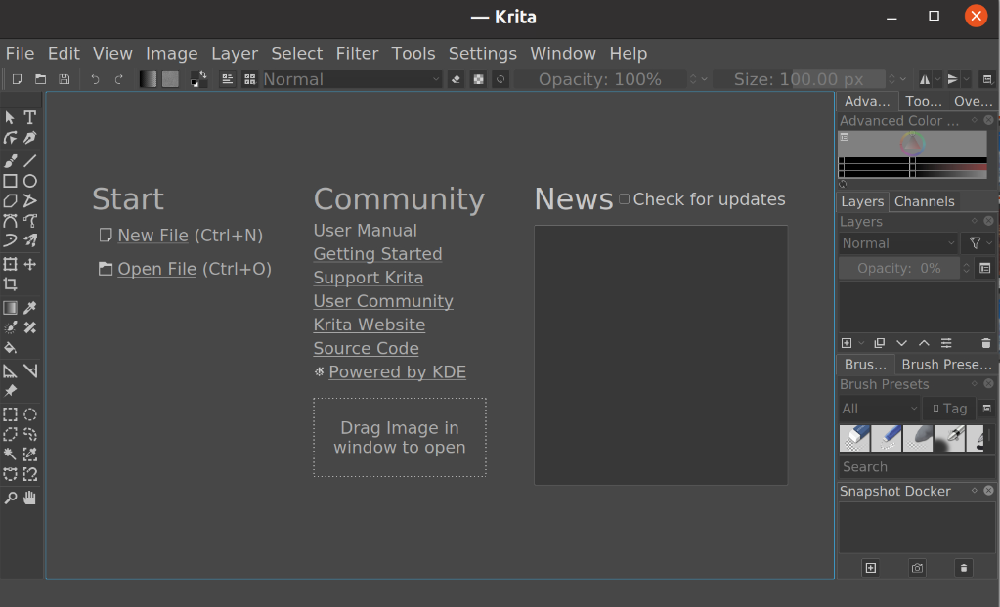 — Krita
File Edit View Image Layer Select Filter Tools Settings Window Help
Normal Opacity: 100% Size: 100.00 px
Adva... Too... Ove...
Advanced Color ...
Start
New File (Ctrl+N)
Open File (Ctrl+O)
Community
User Manual
Getting Started
Support Krita
User Community
Krita Website
Source Code
Powered by KDE
Drag Image in
window to open
News Check for updates
Layers Channels
Layers
Normal
Opacity: 0%
Brus... Brush Prese...
Brush Presets
All Tag
Search
Snapshot Docker